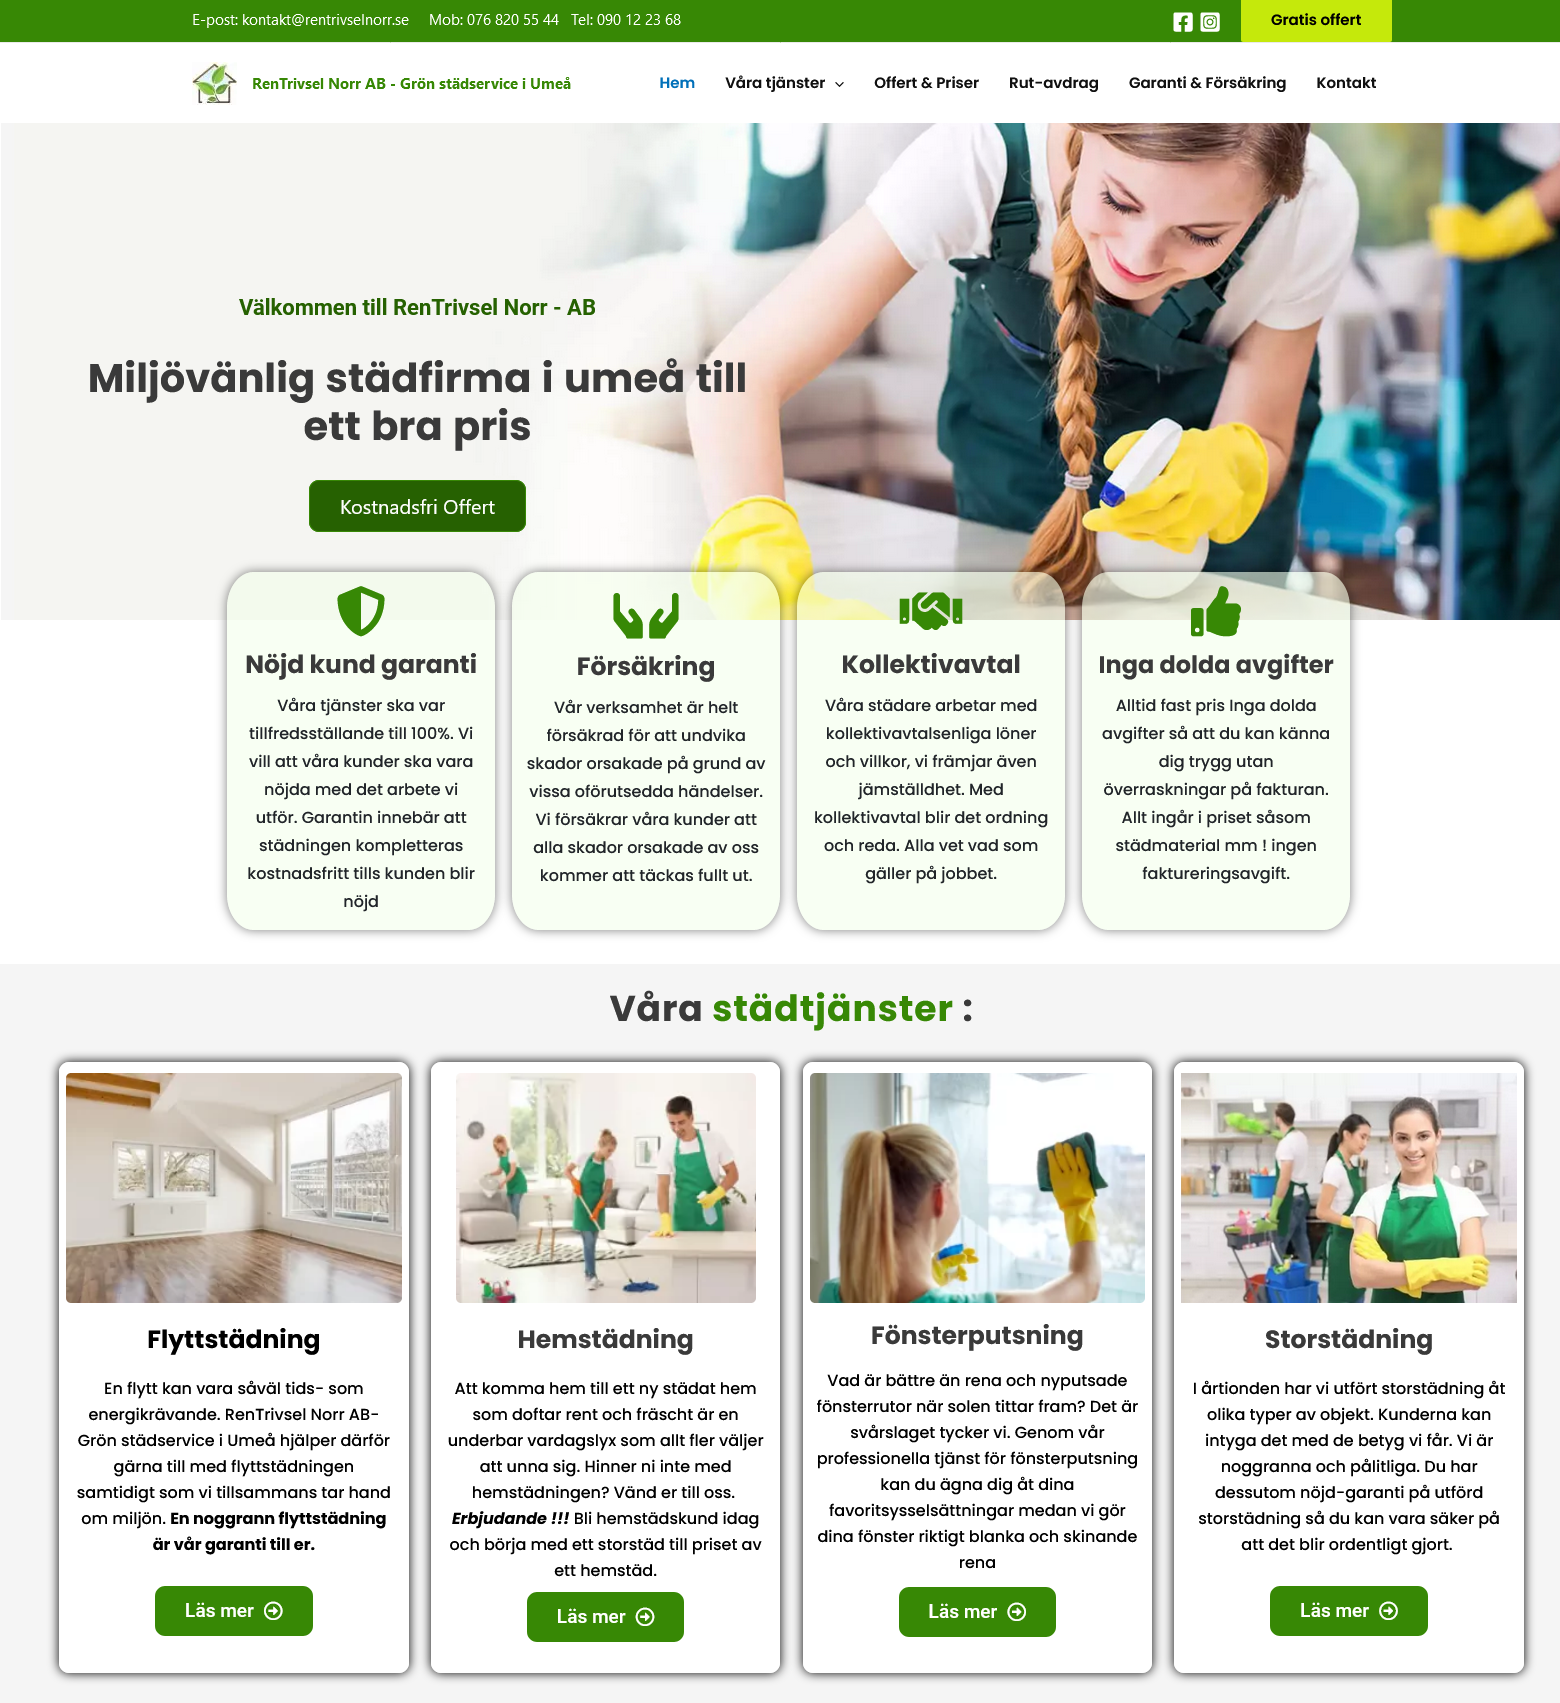 E-post: kontakt@rentrivselnorr.se Mob: 076 820 55 44 Tel: 090 12 23 68
Gratis offert
RenTrivsel Norr AB - Grön städservice i Umeå
Hem Våra tjänster Offert & Priser Rut-avdrag Garanti & Försäkring Kontakt
Välkommen till RenTrivsel Norr - AB
Miljövänlig städfirma i umeå till
ett bra pris
Kostnadsfri Offert
Nöjd kund garanti
Våra tjänster ska var
tillfredsställande till 100%. Vi
vill att våra kunder ska vara
nöjda med det arbete vi
utför. Garantin innebär att
städningen kompletteras
kostnadsfritt tills kunden blir
nöjd
Försäkring
Vår verksamhet är helt
försäkrad för att undvika
skador orsakade på grund av
vissa oförutsedda händelser.
Vi försäkrar våra kunder att
alla skador orsakade av oss
kommer att täckas fullt ut.
Kollektivavtal
Våra städare arbetar med
kollektivavtalsenliga löner
och villkor, vi främjar även
jämställdhet. Med
kollektivavtal blir det ordning
och reda. Alla vet vad som
gäller på jobbet.
Inga dolda avgifter
Alltid fast pris Inga dolda
avgifter så att du kan känna
dig trygg utan
överraskningar på fakturan.
Allt ingår i priset såsom
städmaterial mm ! ingen
faktureringsavgift.
Våra städtjänster :
Flyttstädning
En flytt kan vara såväl tids- som
energikrävande. RenTrivsel Norr AB-
Grön städservice i Umeå hjälper därför
gärna till med flyttstädningen
samtidigt som vi tillsammans tar hand
om miljön. En noggrann flyttstädning
är vår garanti till er.
Läs mer
Hemstädning
Att komma hem till ett ny städat hem
som doftar rent och fräscht är en
underbar vardagslyx som allt fler väljer
att unna sig. Hinner ni inte med
hemstädningen? Vänd er till oss.
Erbjudande !!! Bli hemstädskund idag
och börja med ett storstäd till priset av
ett hemstäd.
Läs mer
Fönsterputsning
Vad är bättre än rena och nyputsade
fönsterrutor när solen tittar fram? Det är
svårslaget tycker vi. Genom vår
professionella tjänst för fönsterputsning
kan du ägna dig åt dina
favoritsysselsättningar medan vi gör
dina fönster riktigt blanka och skinande
rena
Läs mer
Storstädning
I årtionden har vi utfört storstädning åt
olika typer av objekt. Kunderna kan
intyga det med de betyg vi får. Vi är
noggranna och pålitliga. Du har
dessutom nöjd-garanti på utförd
storstädning så du kan vara säker på
att det blir ordentligt gjort.
Läs mer